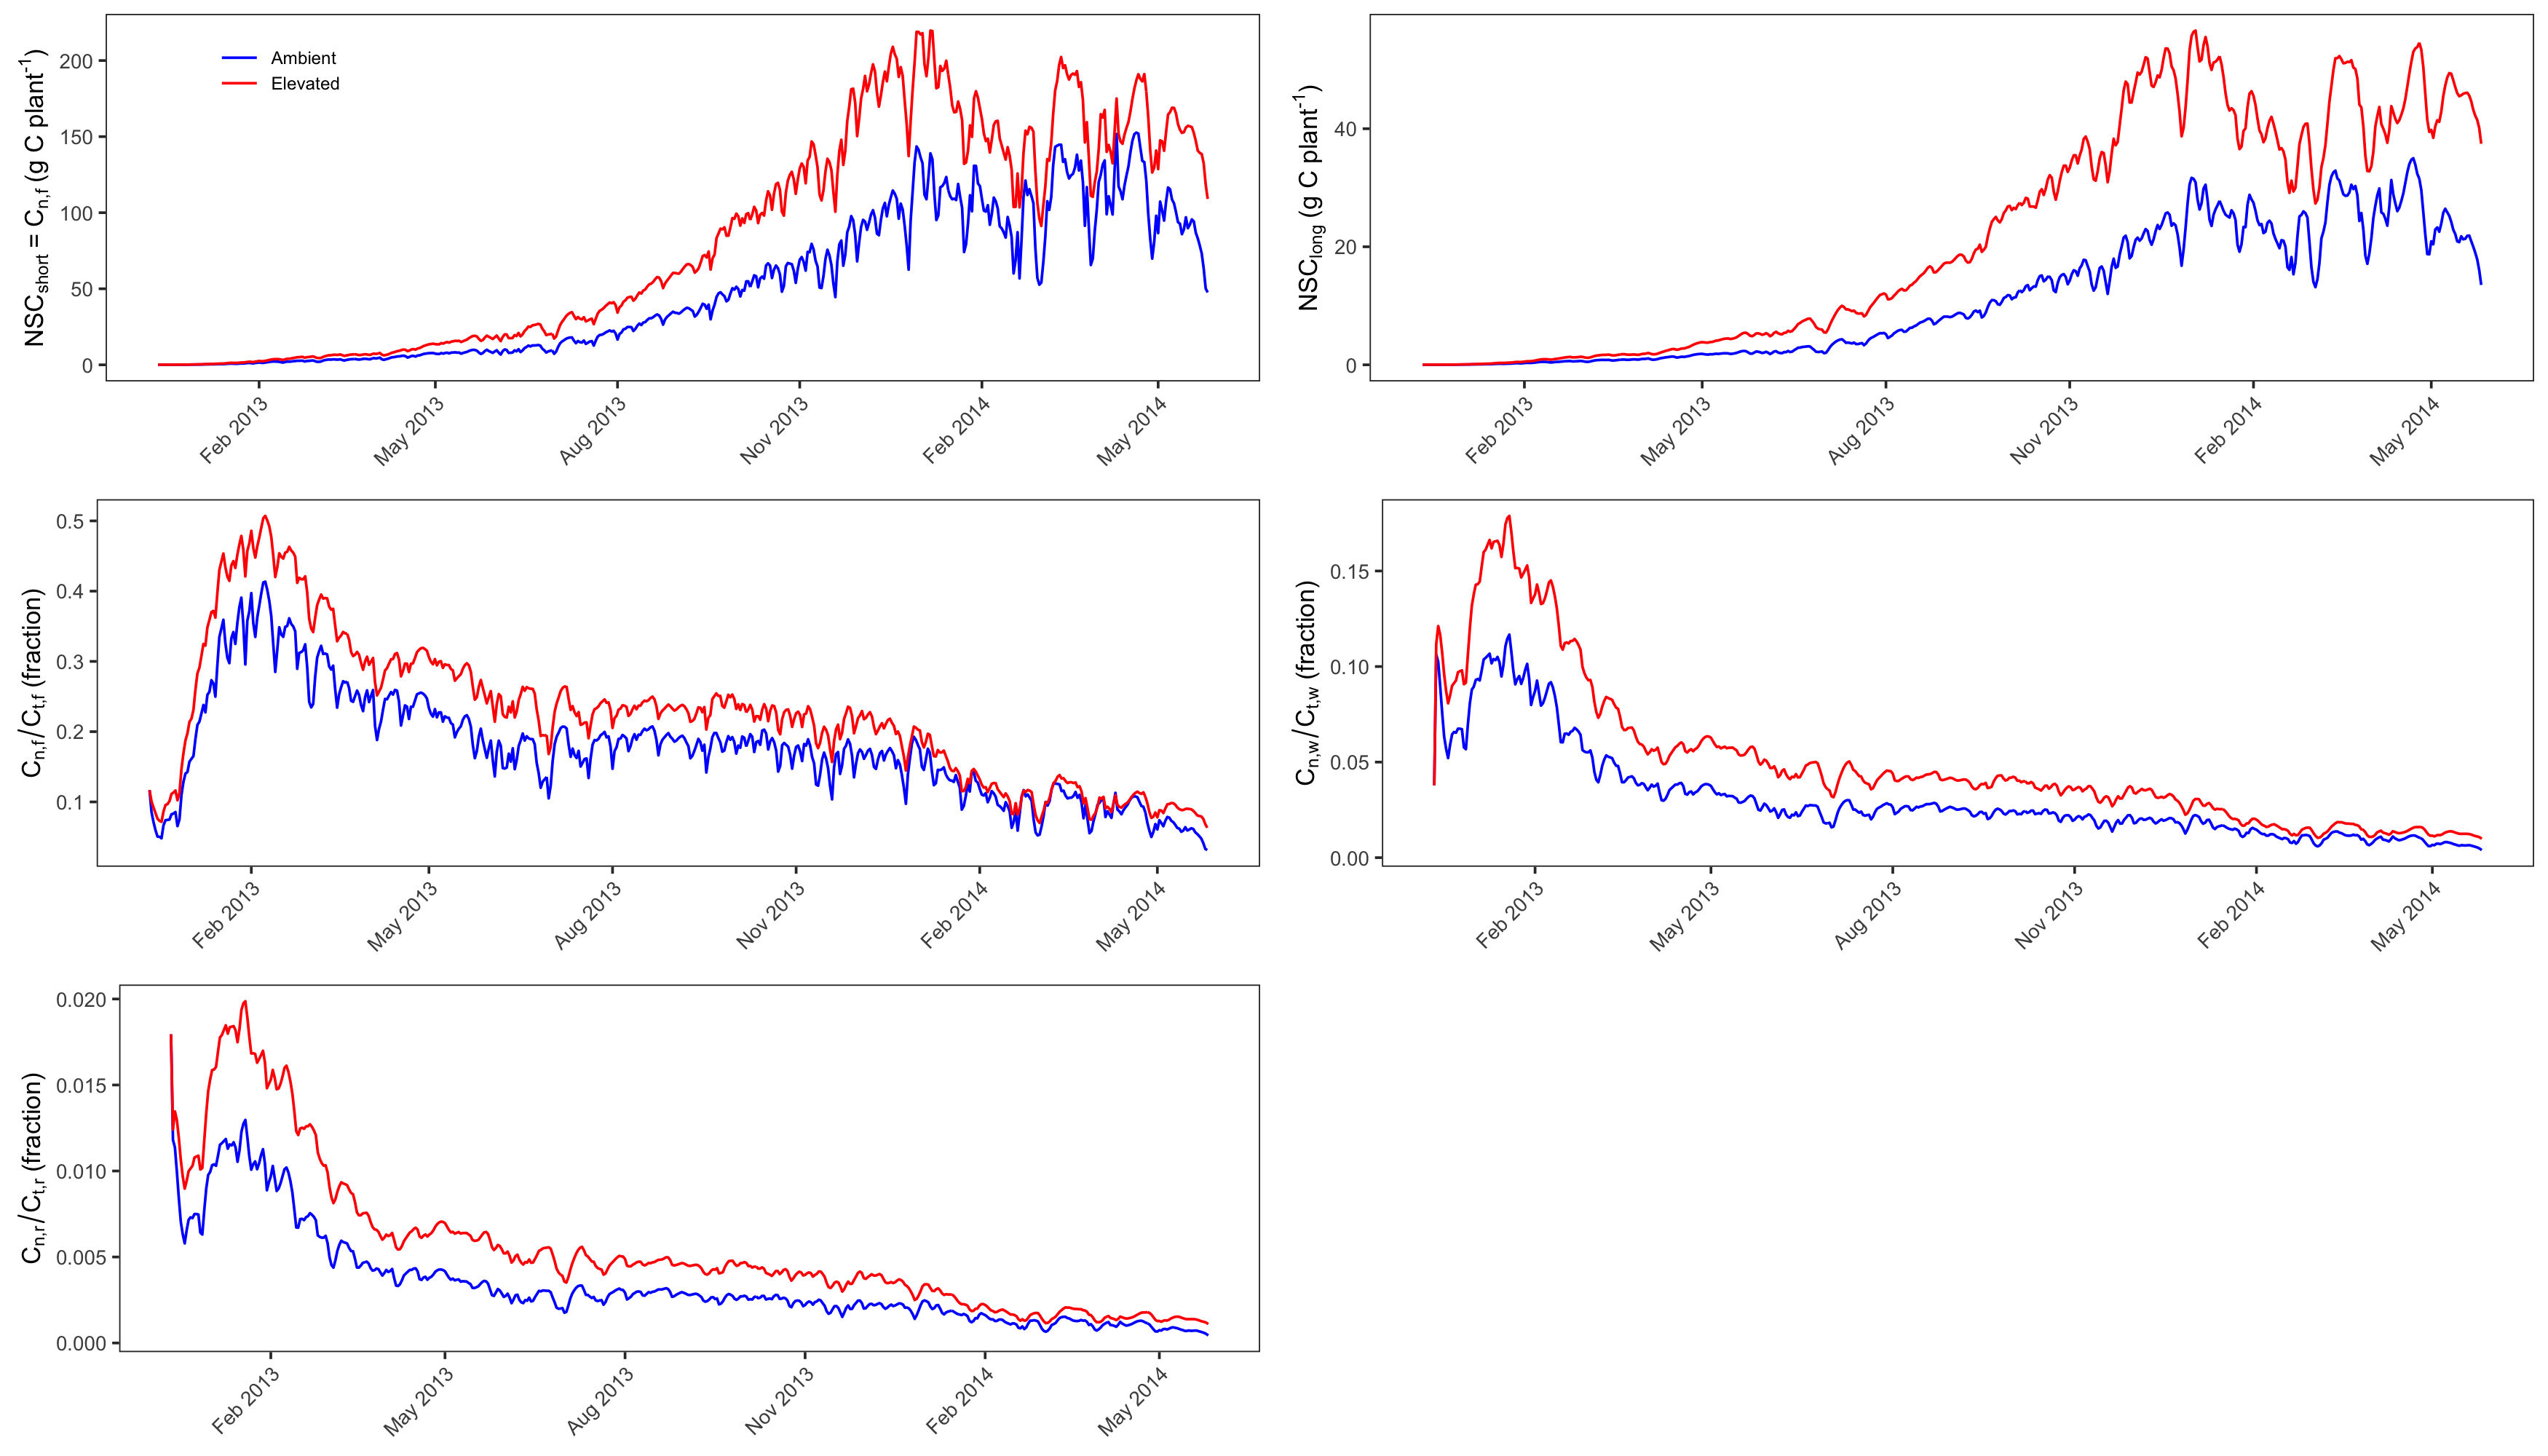 NSCshort = Cn,f (g C plant-1)
200
150
100
50
0
Ambient
Elevated
Feb 2013
May 2013
Aug 2013
Nov 2013
Feb 2014
May 2014
NSClong (g C plant-1)
40
20
0
Feb 2013
May 2013
Aug 2013
Nov 2013
Feb 2014
May 2014
Cn,f/Ct,f (fraction)
0.5
0.4
0.3
0.2
0.1
Feb 2013
May 2013
Aug 2013
Nov 2013
Feb 2014
May 2014
Cn,w/Ct,w (fraction)
0.15
0.10
0.05
0.00
Feb 2013
May 2013
Aug 2013
Nov 2013
Feb 2014
May 2014
Cn,r/Ct,r (fraction)
0.020
0.015
0.010
0.005
0.000
Feb 2013
May 2013
Aug 2013
Nov 2013
Feb 2014
May 2014